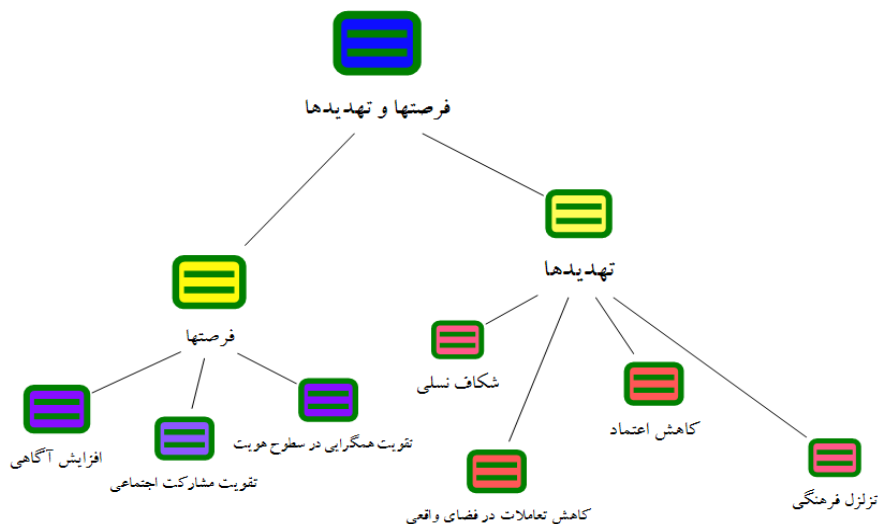 فرصتها و تهدیدها
تهدیدها
فرصتها
شکاف نسلی
کاهش اعتماد
تقویت همگرایی در سطوح هویت
افزایش آگاهی
تقویت مشارکت اجتماعی
تزلزل فرهنگی
کاهش تعاملات در فضای واقعی